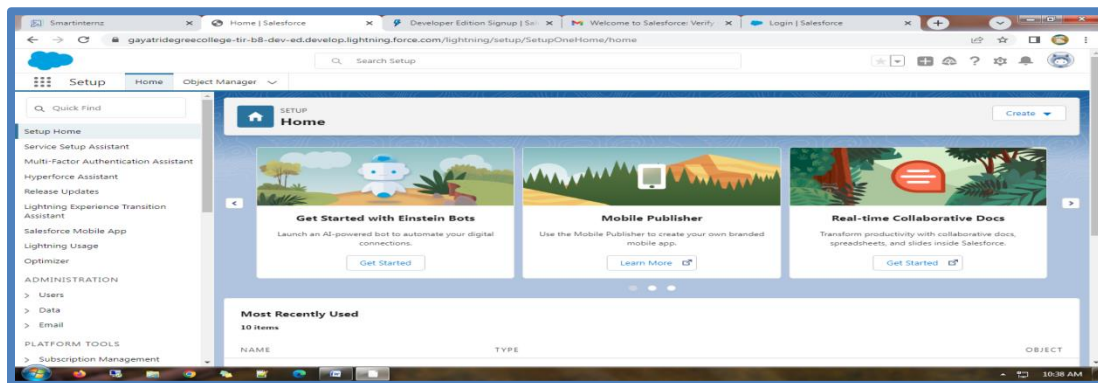 Smartinternz
Home | Salesforce
Developer Edition Signup | Sal
Welcome to Salesforce: Verify
Login | Salesforce
gayatridegreecollege-tir-b8-dev-ed.develop.lightning.force.com/lightning/setup/SetupOneHome/home
Search Setup
Setup
Home
Object Manager
Quick Find
Setup Home
Service Setup Assistant
Multi-Factor Authentication Assistant
Hyperforce Assistant
Release Updates
Lightning Experience Transition
Assistant
Salesforce Mobile App
Lightning Usage
Optimizer
ADMINISTRATION
Users
Data
Email
PLATFORM TOOLS
Subscription Management
SETUP
Home
Create
Get Started with Einstein Bots
Launch an AI-powered bot to automate your digital
connections.
Get Started
Mobile Publisher
Use the Mobile Publisher to create your own branded
mobile app.
Learn More
Real-time Collaborative Docs
Transform productivity with collaborative docs,
spreadsheets, and slides inside Salesforce.
Get Started
Most Recently Used
10 items
NAME
TYPE
OBJECT
10:38 AM